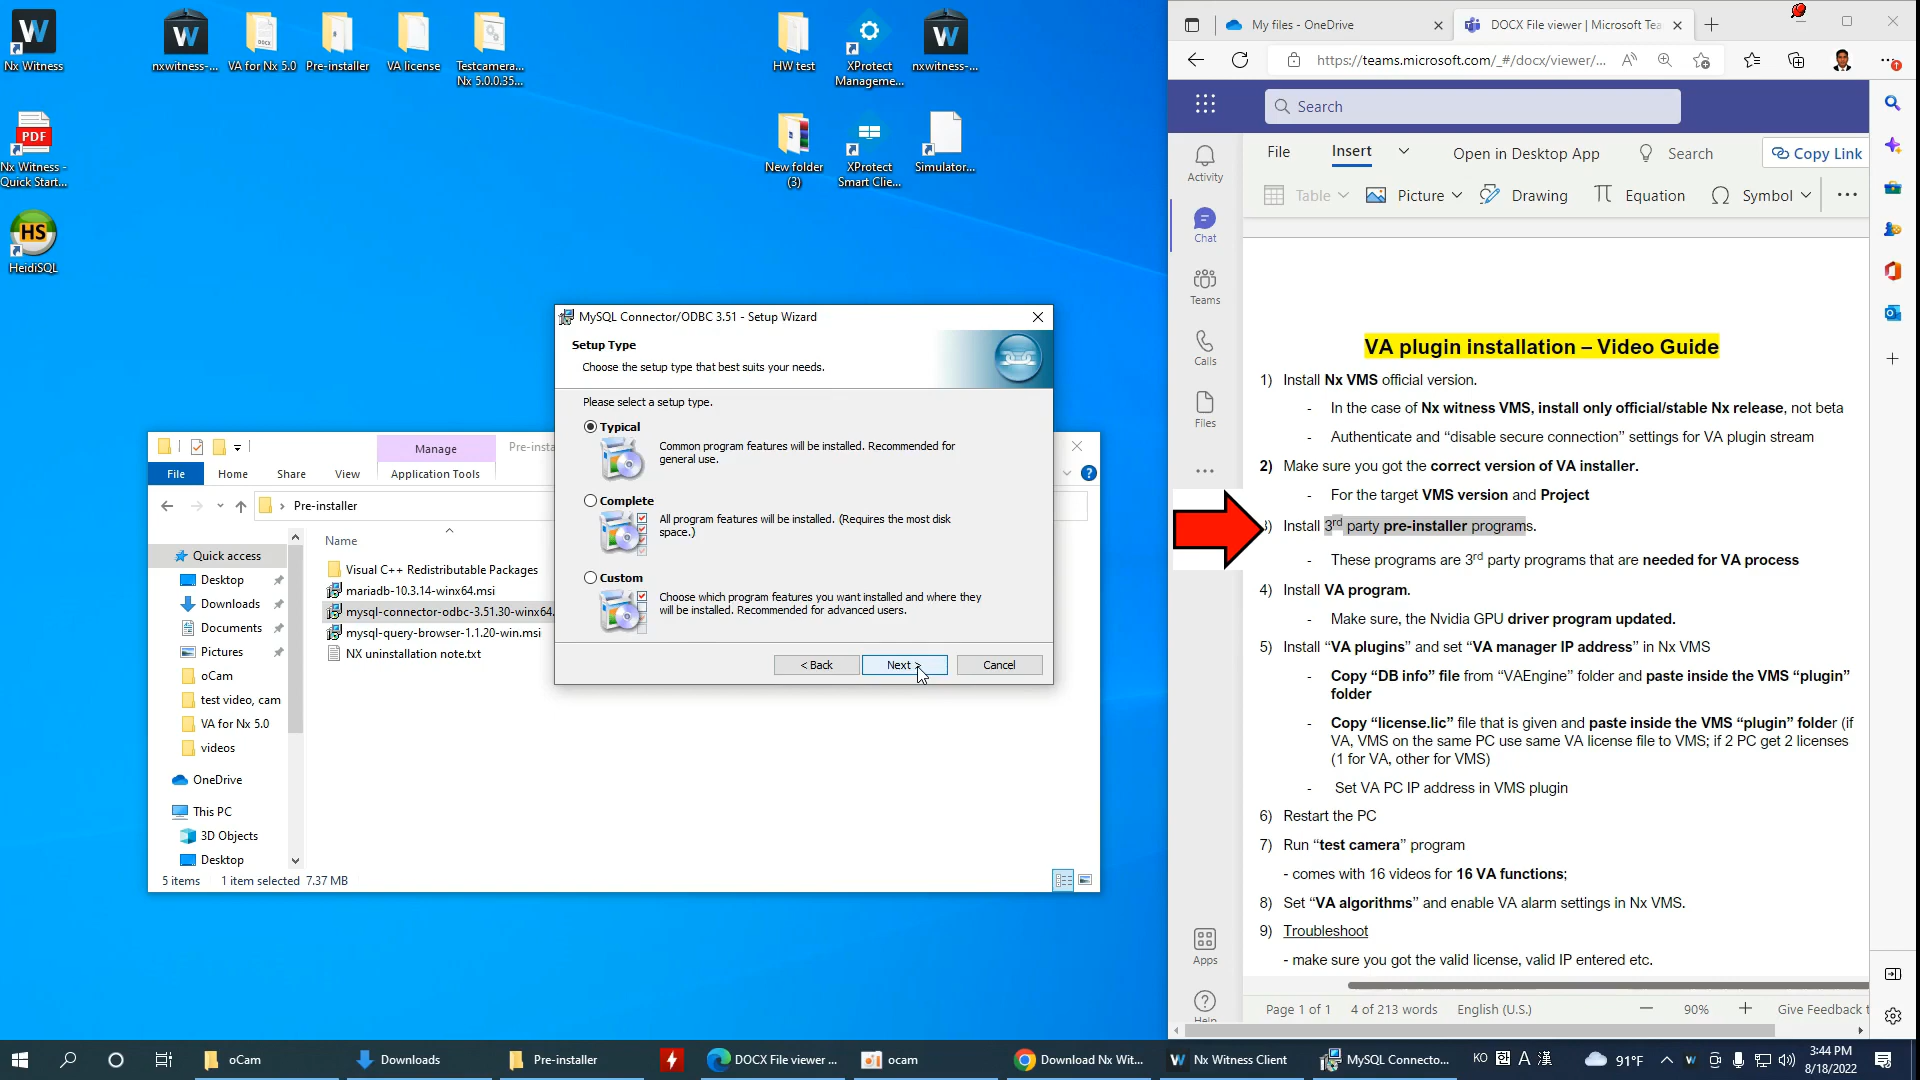 Nx Witness
nxwitness-...
VA for Nx 5.0
Pre-installer
VA license
Testcamera...
Nx 5.0.0.35...
HW test
XProtect
Manageme...
nxwitness-...
PDF
Nx Witness -
Quick Start...
New folder
(3)
XProtect
Smart Clie...
Simulator...
HS
HeidiSQL
MySQL Connector/ODBC 3.51 - Setup Wizard
Setup Type
Choose the setup type that best suits your needs.
Please select a setup type.
Typical
Common program features will be installed. Recommended for
general use.
Complete
All program features will be installed. (Requires the most disk
space.)
Custom
Choose which program features you want installed and where they
will be installed. Recommended for advanced users.
< Back
Next >
Cancel
Manage
Pre-insta
File
Home
Share
View
Application Tools
Pre-installer
Quick access
Desktop
Downloads
Documents
Pictures
oCam
test video, cam
VA for Nx 5.0
videos
OneDrive
This PC
3D Objects
Desktop
Name
Visual C++ Redistributable Packages
mariadb-10.3.14-winx64.msi
mysql-connector-odbc-3.51.30-winx64.
mysql-query-browser-1.1.20-win.msi
NX uninstallation note.txt
5 items
1 item selected 7.37 MB
My files - OneDrive
DOCX File viewer | Microsoft Tea
https://teams.microsoft.com/_#/docx/viewer/...
Search
Activity
Chat
Teams
Calls
Files
Apps
Help
File
Insert
Open in Desktop App
Search
Copy Link
Table
Picture
Drawing
Equation
Symbol
VA plugin installation – Video Guide
1) Install Nx VMS official version.
- In the case of Nx witness VMS, install only official/stable Nx release, not beta
- Authenticate and “disable secure connection” settings for VA plugin stream
2) Make sure you got the correct version of VA installer.
- For the target VMS version and Project
) Install 3rd party pre-installer programs.
- These programs are 3rd party programs that are needed for VA process
4) Install VA program.
- Make sure, the Nvidia GPU driver program updated.
5) Install “VA plugins” and set “VA manager IP address” in Nx VMS
- Copy “DB info” file from “VAEngine” folder and paste inside the VMS “plugin”
folder
- Copy “license.lic” file that is given and paste inside the VMS “plugin” folder (if
VA, VMS on the same PC use same VA license file to VMS; if 2 PC get 2 licenses
(1 for VA, other for VMS)
- Set VA PC IP address in VMS plugin
6) Restart the PC
7) Run “test camera” program
- comes with 16 videos for 16 VA functions;
8) Set “VA algorithms” and enable VA alarm settings in Nx VMS.
9) Troubleshoot
- make sure you got the valid license, valid IP entered etc.
Page 1 of 1
4 of 213 words
English (U.S.)
90%
Give Feedback t
oCam
Downloads
Pre-installer
DOCX File viewer ...
ocam
Download Nx Wit...
Nx Witness Client
MySQL Connecto...
KO
A
漢
91°F
3:44 PM
8/18/2022